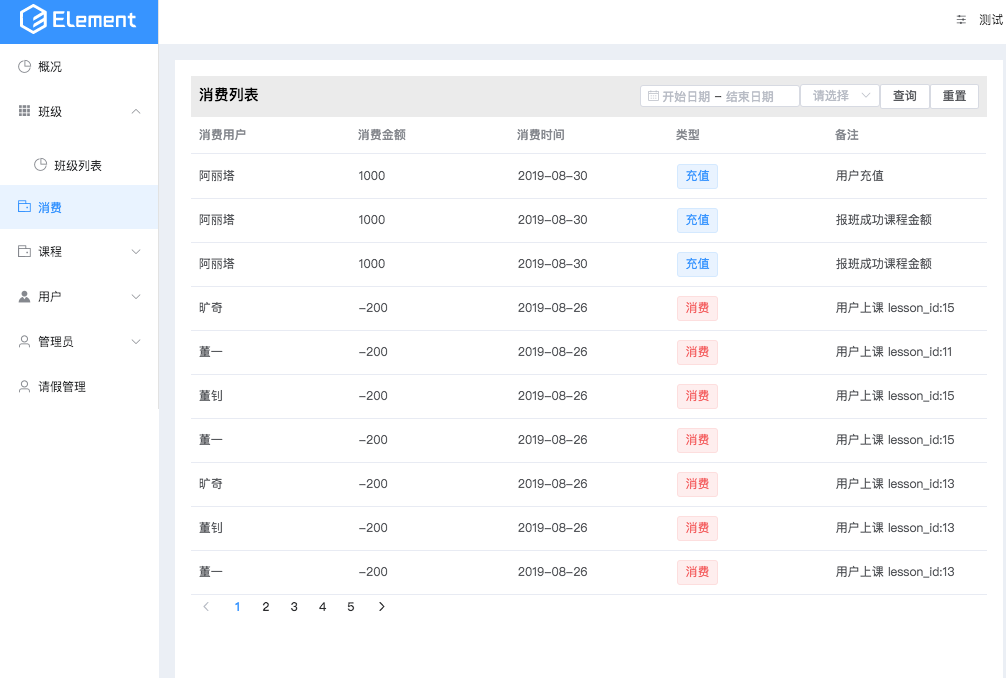 Element
测试
概况
班级
班级列表
消费
课程
用户
管理员
请假管理
消费列表
开始日期 – 结束日期 请选择 查询 重置
消费用户 消费金额 消费时间 类型 备注
阿丽塔 1000 2019-08-30 充值 用户充值
阿丽塔 1000 2019-08-30 充值 报班成功课程金额
阿丽塔 1000 2019-08-30 充值 报班成功课程金额
旷奇 -200 2019-08-26 消费 用户上课 lesson_id:15
董一 -200 2019-08-26 消费 用户上课 lesson_id:11
董钊 -200 2019-08-26 消费 用户上课 lesson_id:15
董一 -200 2019-08-26 消费 用户上课 lesson_id:15
旷奇 -200 2019-08-26 消费 用户上课 lesson_id:13
董钊 -200 2019-08-26 消费 用户上课 lesson_id:13
董一 -200 2019-08-26 消费 用户上课 lesson_id:13
1 2 3 4 5